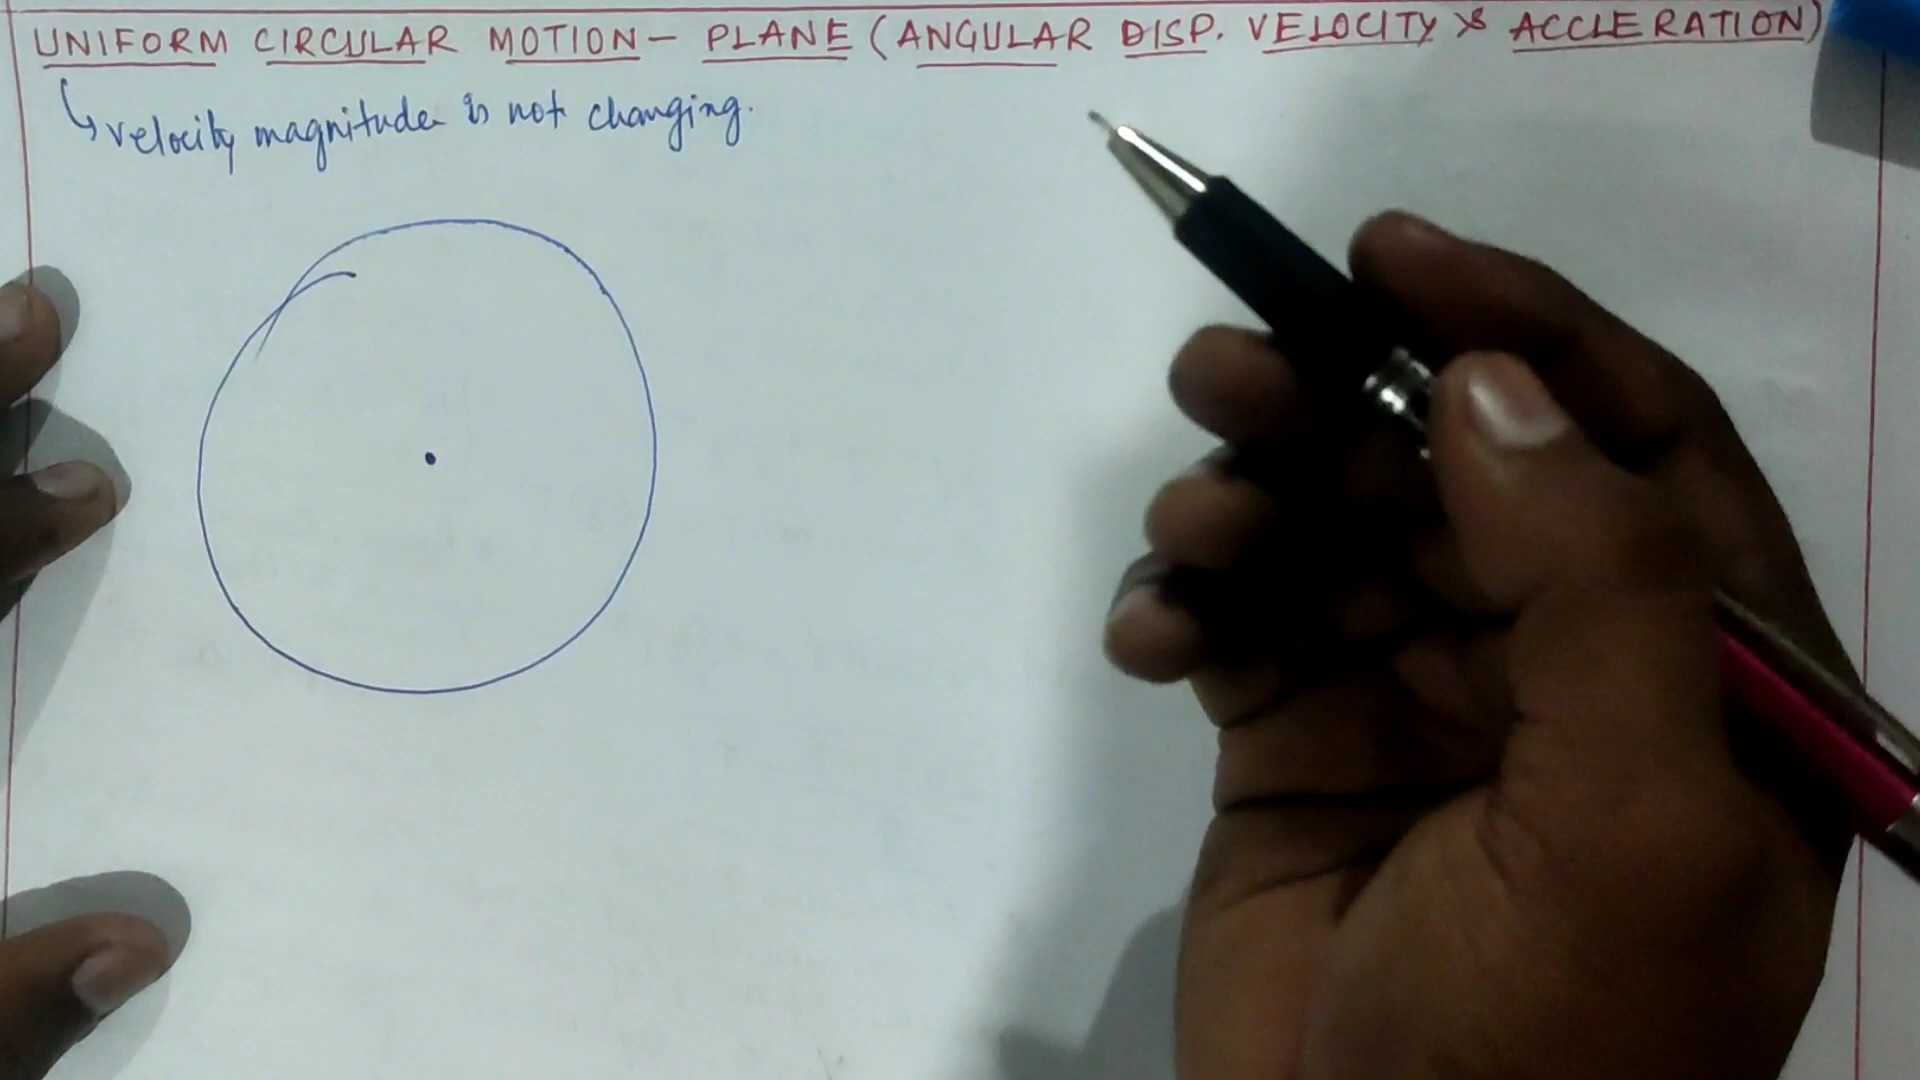 UNIFORM CIRCULAR MOTION - PLANE (ANGULAR DISP. VELOCITY & ACCLERATION)
velocity magnitude is not changing.